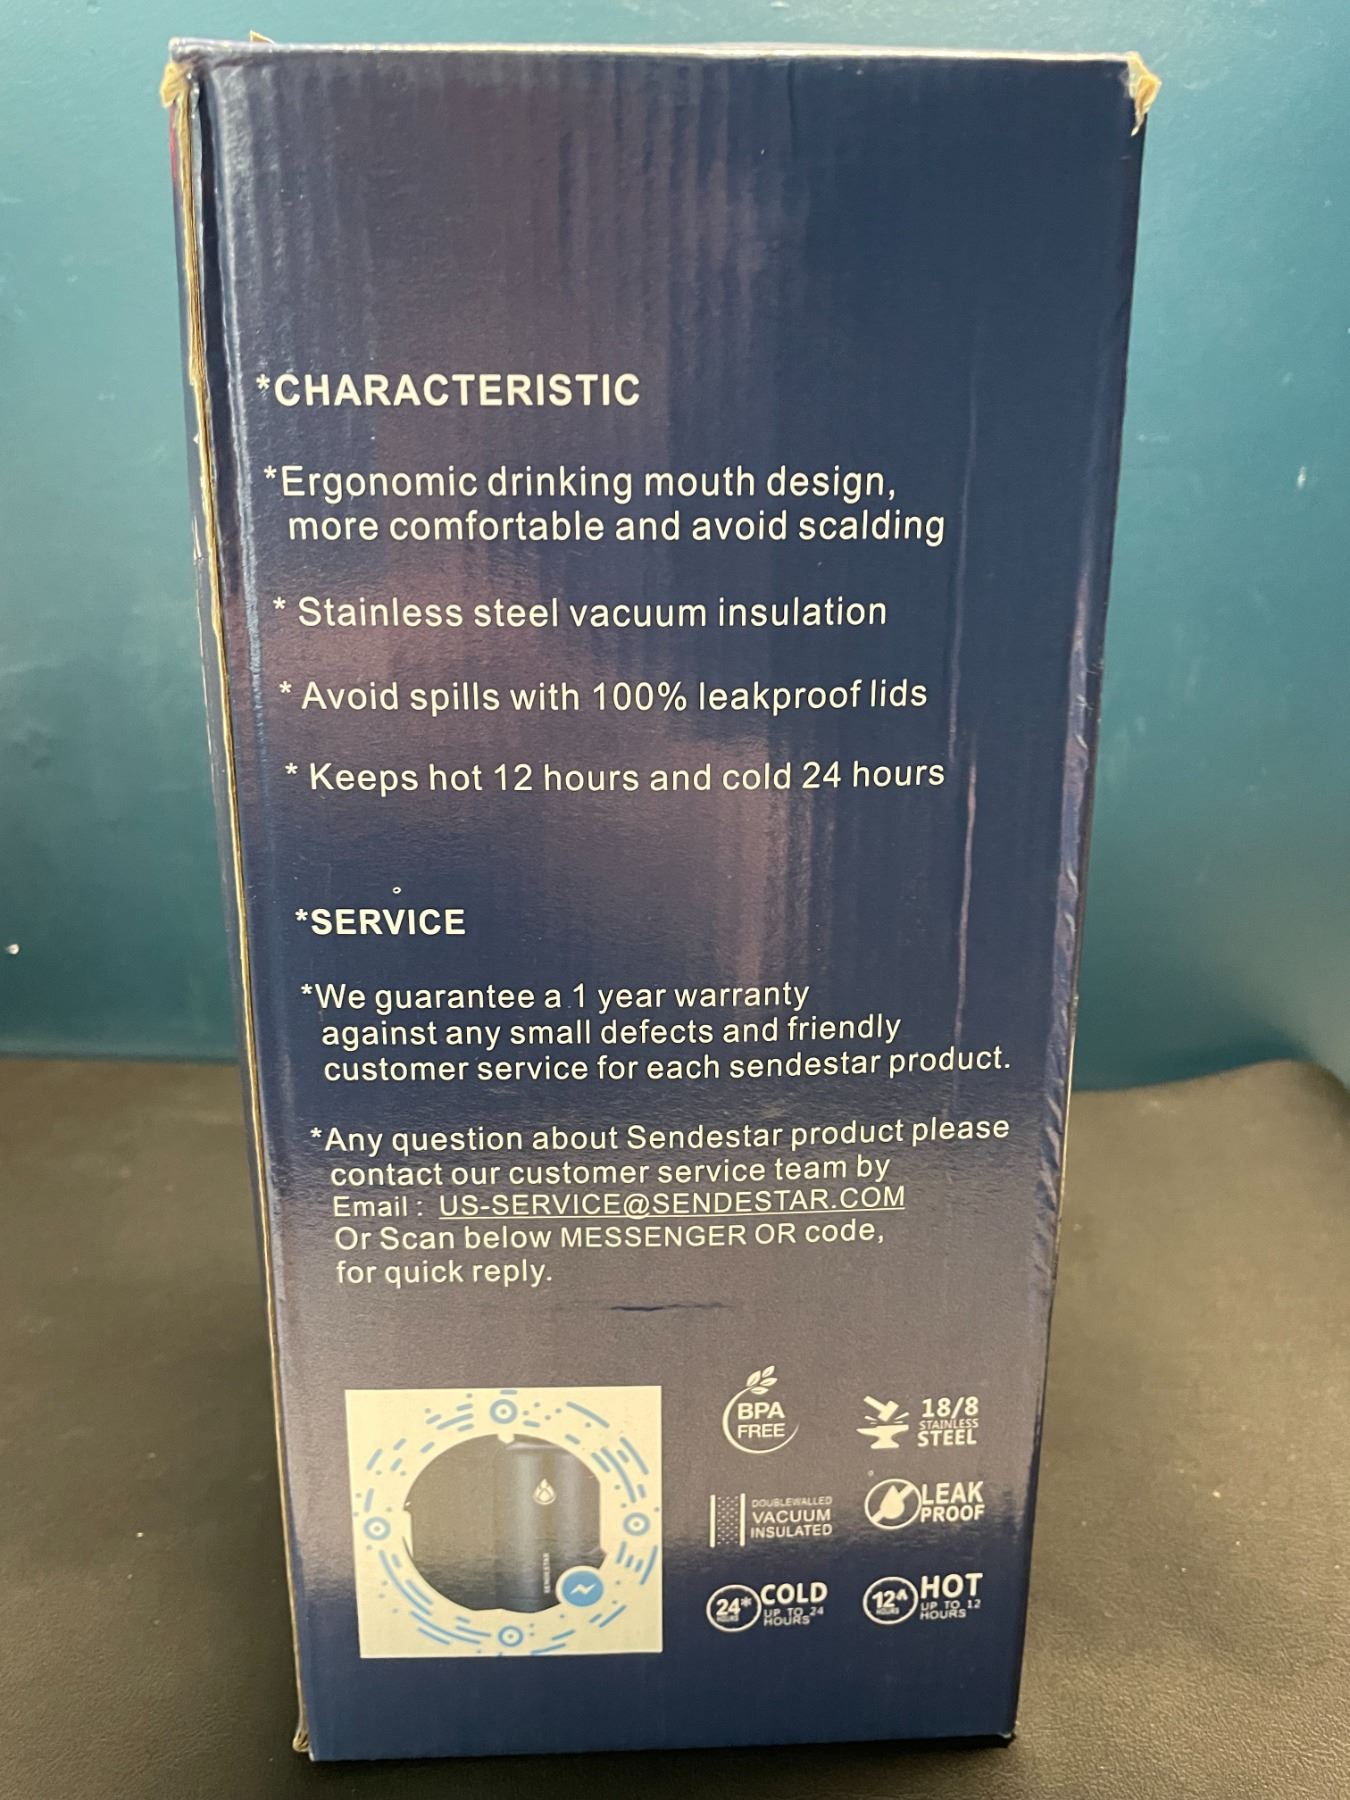 *CHARACTERISTIC
*Ergonomic drinking mouth design,
more comfortable and avoid scalding
* Stainless steel vacuum insulation
* Avoid spills with 100% leakproof lids
* Keeps hot 12 hours and cold 24 hours
*SERVICE
*We guarantee a 1 year warranty
against any small defects and friendly
customer service for each sendestar product.
*Any question about Sendestar product please
contact our customer service team by
Email : US-SERVICE@SENDESTAR.COM
Or Scan below MESSENGER OR code,
for quick reply.
BPA
FREE
18/8
STAINLESS
STEEL
DOUBLEWALLED
VACUUM
INSULATED
LEAK
PROOF
SENDESTAR
24*
HOURS
COLD
UP TO 24
HOURS
12
HOURS
HOT
UP TO 12
HOURS